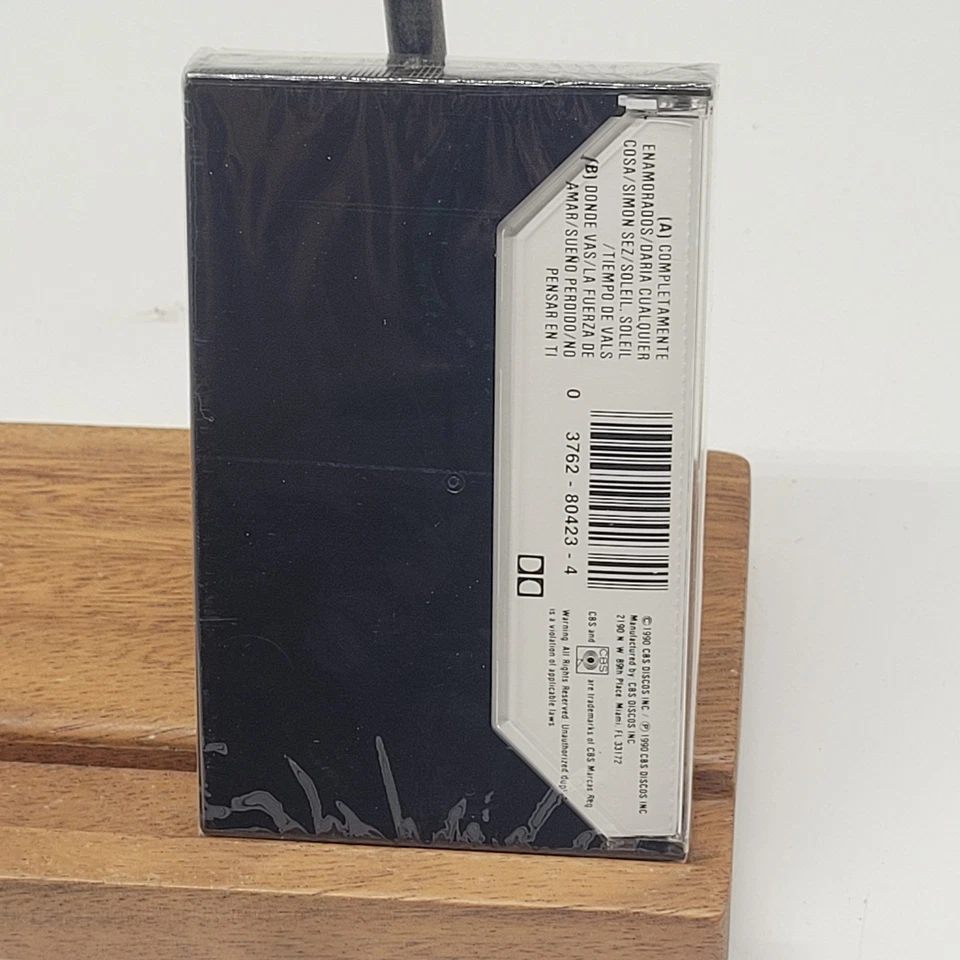 (A) COMPLETAMENTE
ENAMORADOS/DARIA CUALQUIER
COSA/SIMON SEZ/SOLEIL, SOLEIL
/TIEMPO DE VALS
(B) DONDE VAS/LA FUERZA DE
AMAR/SUEÑO PERDIDO/NO
PENSAR EN TI
0 3762 - 80423 - 4
© 1990 CBS DISCOS INC / ℗ 1990 CBS DISCOS INC
Manufactured by CBS DISCOS INC
2190 N W 89th Place, Miami, FL 33172
CBS and CBS are trademarks of CBS Marcas Reg
Warning: All Rights Reserved Unauthorized
is a violation of applicable laws